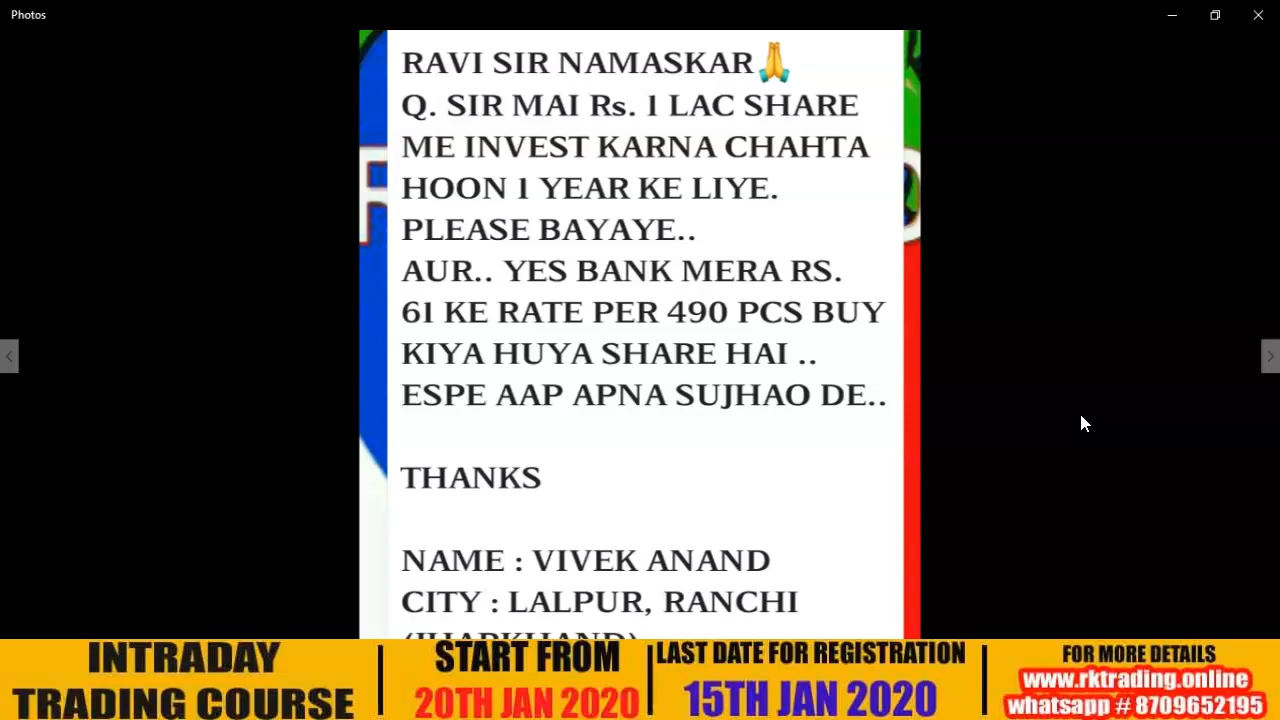 Photos
RAVI SIR NAMASKAR🙏
Q. SIR MAI Rs. 1 LAC SHARE
ME INVEST KARNA CHAHTA
HOON 1 YEAR KE LIYE.
PLEASE BAYAYE..
AUR.. YES BANK MERA RS.
61 KE RATE PER 490 PCS BUY
KIYA HUYA SHARE HAI ..
ESPE AAP APNA SUJHAO DE..
THANKS
NAME : VIVEK ANAND
CITY : LALPUR, RANCHI
(JHARKHAND)
INTRADAY
TRADING COURSE
START FROM
20TH JAN 2020
LAST DATE FOR REGISTRATION
15TH JAN 2020
FOR MORE DETAILS
www.rktrading.online
whatsapp # 8709652195